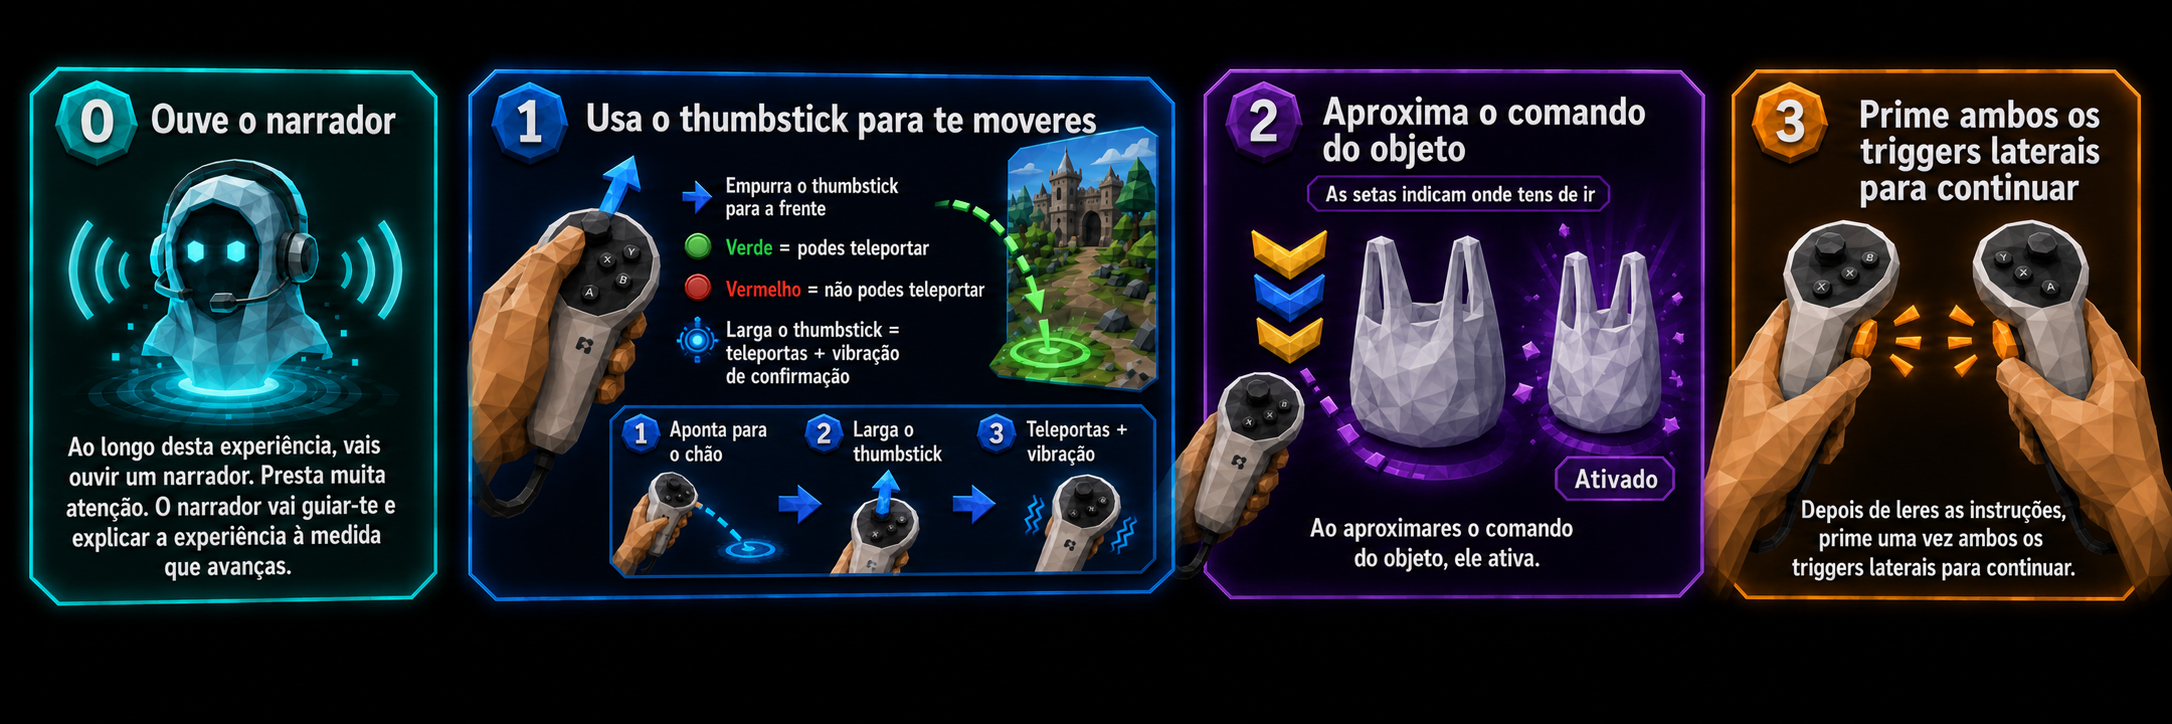 0
Ouve o narrador
Ao longo desta experiência, vais
ouvir um narrador. Presta muita
atenção. O narrador vai guiar-te e
explicar a experiência à medida
que avanças.
1
Usa o thumbstick para te moveres
Empurra o thumbstick
para a frente
Verde = podes teleportar
Vermelho = não podes teleportar
Larga o thumbstick =
teleportas + vibração
de confirmação
Y
X
B
A
1
Aponta para
o chão
2
Larga o
thumbstick
3
Teleportas +
vibração
2
Aproxima o comando
do objeto
As setas indicam onde tens de ir
B
X
Ativado
Ao aproximares o comando
do objeto, ele ativa.
3
Prime ambos os
triggers laterais
para continuar
B
X
X
Y
X
A
Depois de leres as instruções,
prime uma vez ambos os
triggers laterais para continuar.